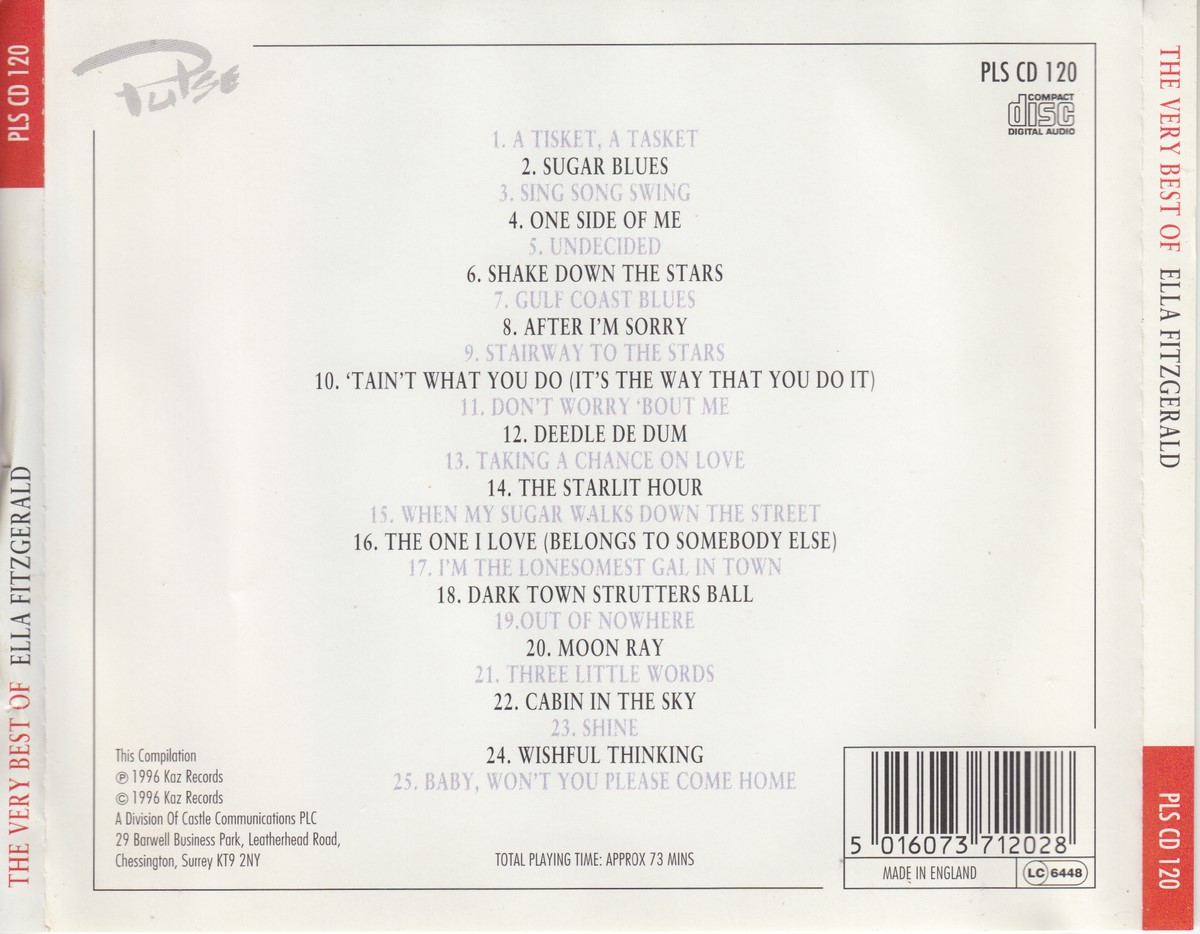 PLS CD 120
THE VERY BEST OF ELLA FITZGERALD
Pulse
PLS CD 120
COMPACT
disc
DIGITAL AUDIO
1. A TISKET, A TASKET
2. SUGAR BLUES
3. SING SONG SWING
4. ONE SIDE OF ME
5. UNDECIDED
6. SHAKE DOWN THE STARS
7. GULF COAST BLUES
8. AFTER I'M SORRY
9. STAIRWAY TO THE STARS
10. ‘TAIN'T WHAT YOU DO (IT'S THE WAY THAT YOU DO IT)
11. DON'T WORRY ‘BOUT ME
12. DEEDLE DE DUM
13. TAKING A CHANCE ON LOVE
14. THE STARLIT HOUR
15. WHEN MY SUGAR WALKS DOWN THE STREET
16. THE ONE I LOVE (BELONGS TO SOMEBODY ELSE)
17. I'M THE LONESOMEST GAL IN TOWN
18. DARK TOWN STRUTTERS BALL
19.OUT OF NOWHERE
20. MOON RAY
21. THREE LITTLE WORDS
22. CABIN IN THE SKY
23. SHINE
24. WISHFUL THINKING
25. BABY, WON'T YOU PLEASE COME HOME
This Compilation
℗ 1996 Kaz Records
© 1996 Kaz Records
A Division Of Castle Communications PLC
29 Barwell Business Park, Leatherhead Road,
Chessington, Surrey KT9 2NY
TOTAL PLAYING TIME: APPROX 73 MINS
5 016073 712028
MADE IN ENGLAND
LC 6448
THE VERY BEST OF ELLA FITZGERALD
PLS CD 120